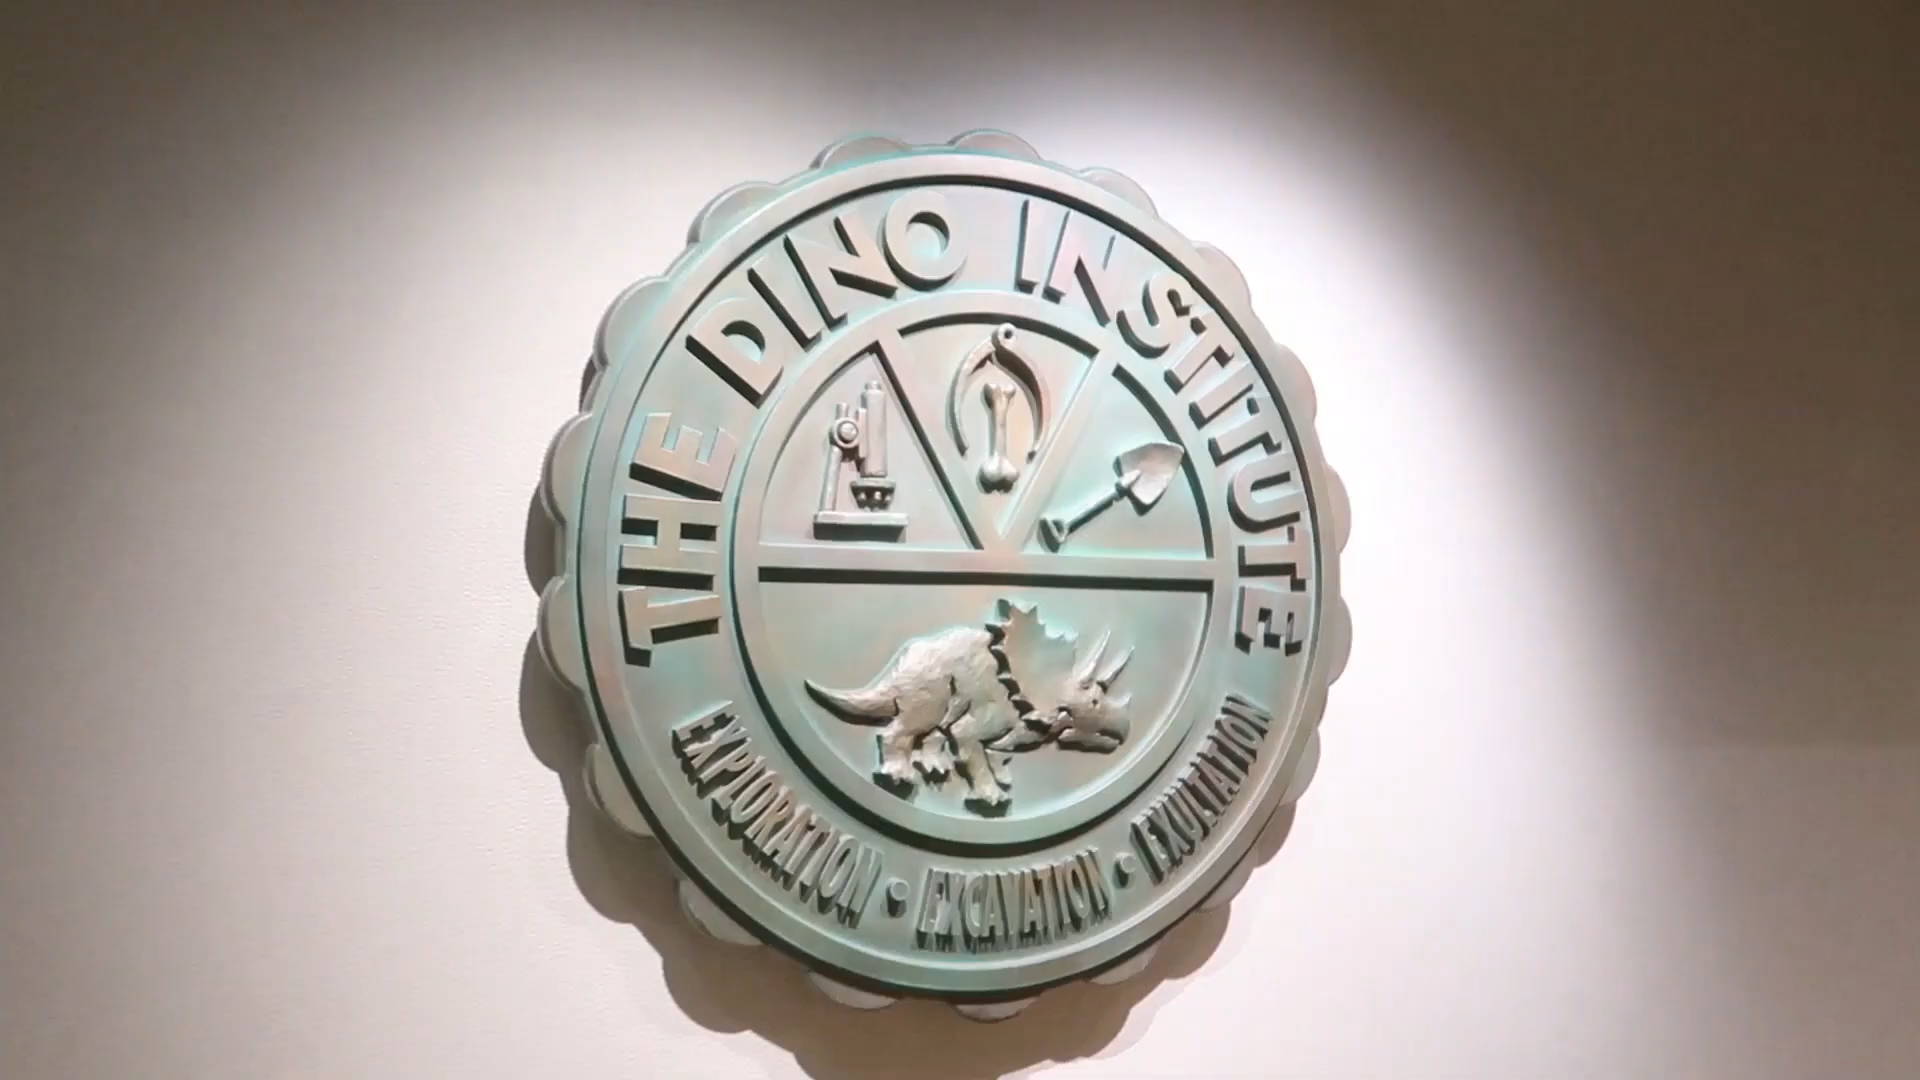 THE DINO INSTITUTE
EXPLORATION • EXCAVATION • EXULTATION